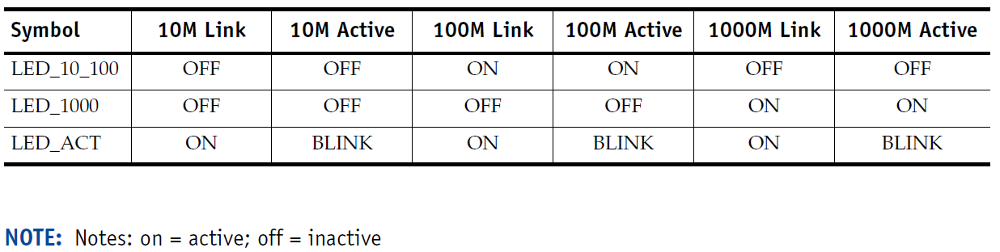 Symbol 10M Link 10M Active 100M Link 100M Active 1000M Link 1000M Active
LED_10_100 OFF OFF ON ON OFF OFF
LED_1000 OFF OFF OFF OFF ON ON
LED_ACT ON BLINK ON BLINK ON BLINK
NOTE: Notes: on = active; off = inactive